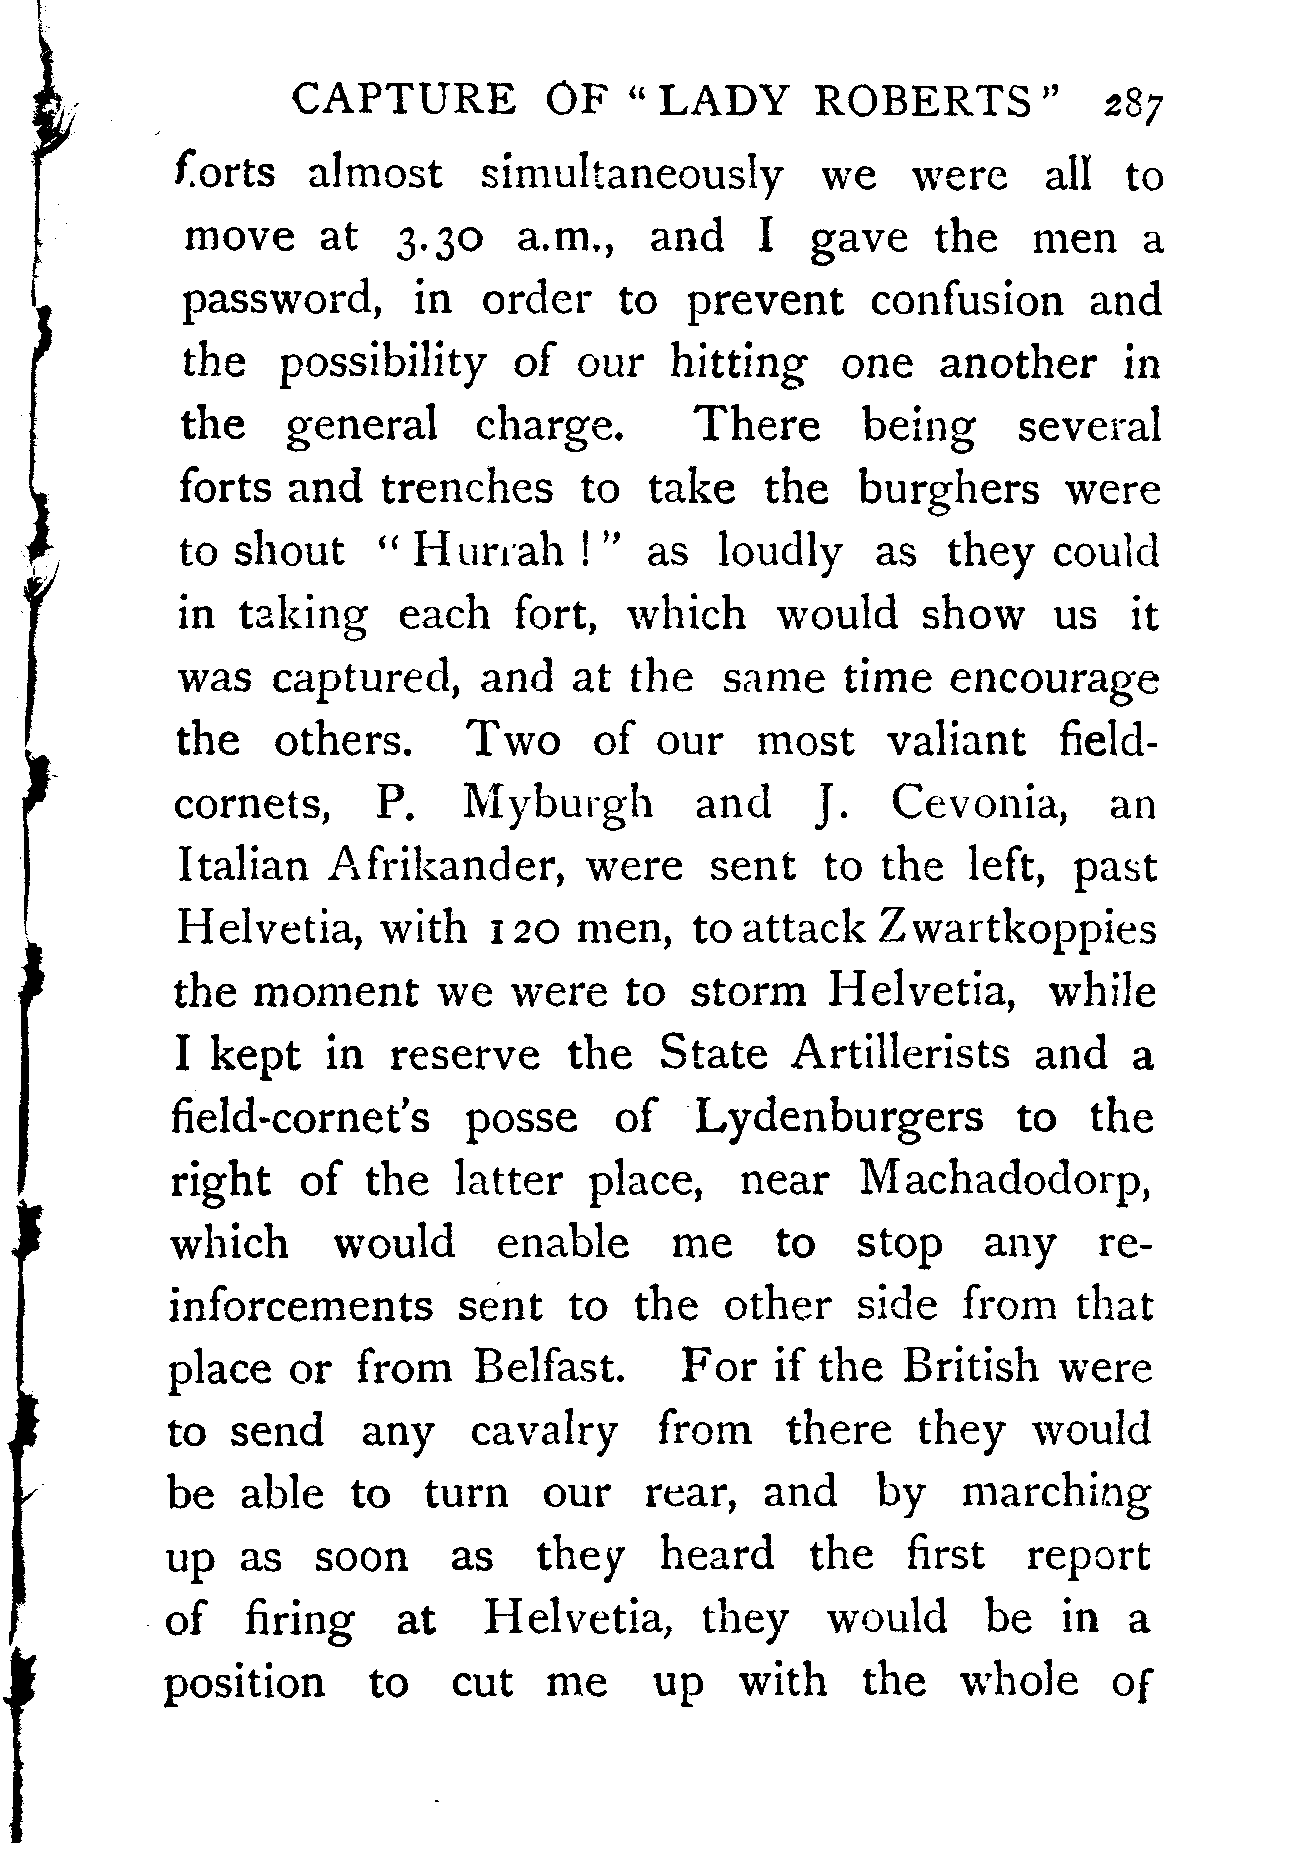 CAPTURE OF “ LADY ROBERTS ” 287
forts almost simultaneously we were all to
move at 3.30 a.m., and I gave the men a
password, in order to prevent confusion and
the possibility of our hitting one another in
the general charge. There being several
forts and trenches to take the burghers were
to shout “ Hurrah ! ” as loudly as they could
in taking each fort, which would show us it
was captured, and at the same time encourage
the others. Two of our most valiant field-
cornets, P. Myburgh and J. Cevonia, an
Italian Afrikander, were sent to the left, past
Helvetia, with 120 men, to attack Zwartkoppies
the moment we were to storm Helvetia, while
I kept in reserve the State Artillerists and a
field-cornet’s posse of Lydenburgers to the
right of the latter place, near Machadodorp,
which would enable me to stop any re-
inforcements sent to the other side from that
place or from Belfast. For if the British were
to send any cavalry from there they would
be able to turn our rear, and by marching
up as soon as they heard the first report
of firing at Helvetia, they would be in a
position to cut me up with the whole of